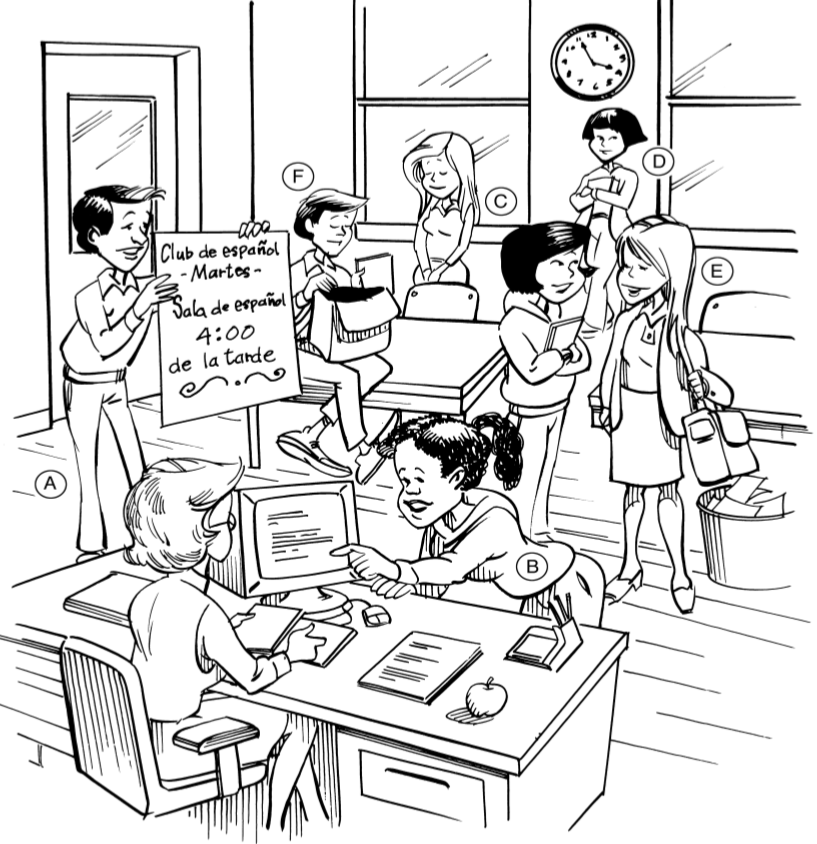 D
F
C
Club de español
- Martes -
Sala de español
4:00
de la tarde
E
A
B